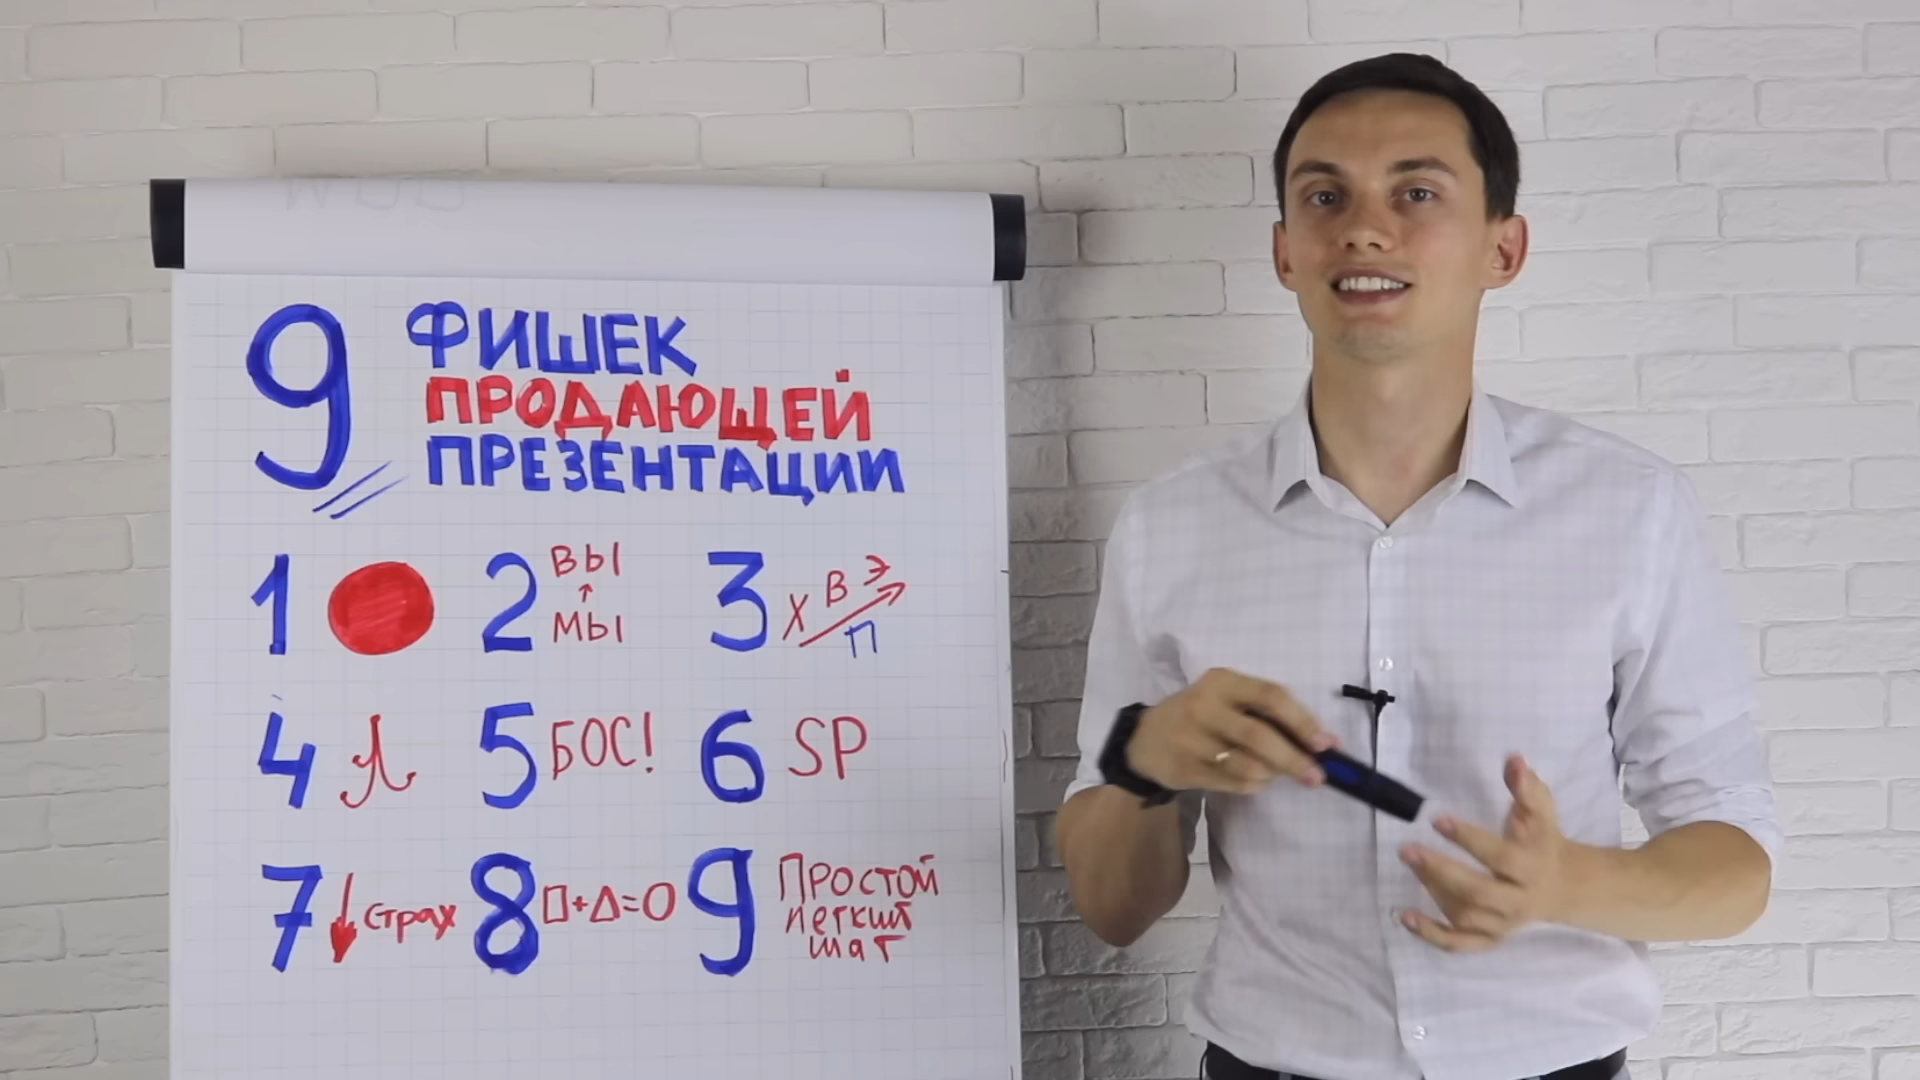 9 ФИШЕК
ПРОДАЮЩЕЙ
ПРЕЗЕНТАЦИИ
1
2 ВЫ
МЫ
3 Х В Э
П
4 Л
5 БОС!
6 SP
7 страх
8 □+Δ=О
9 Простой
легкий
шаг